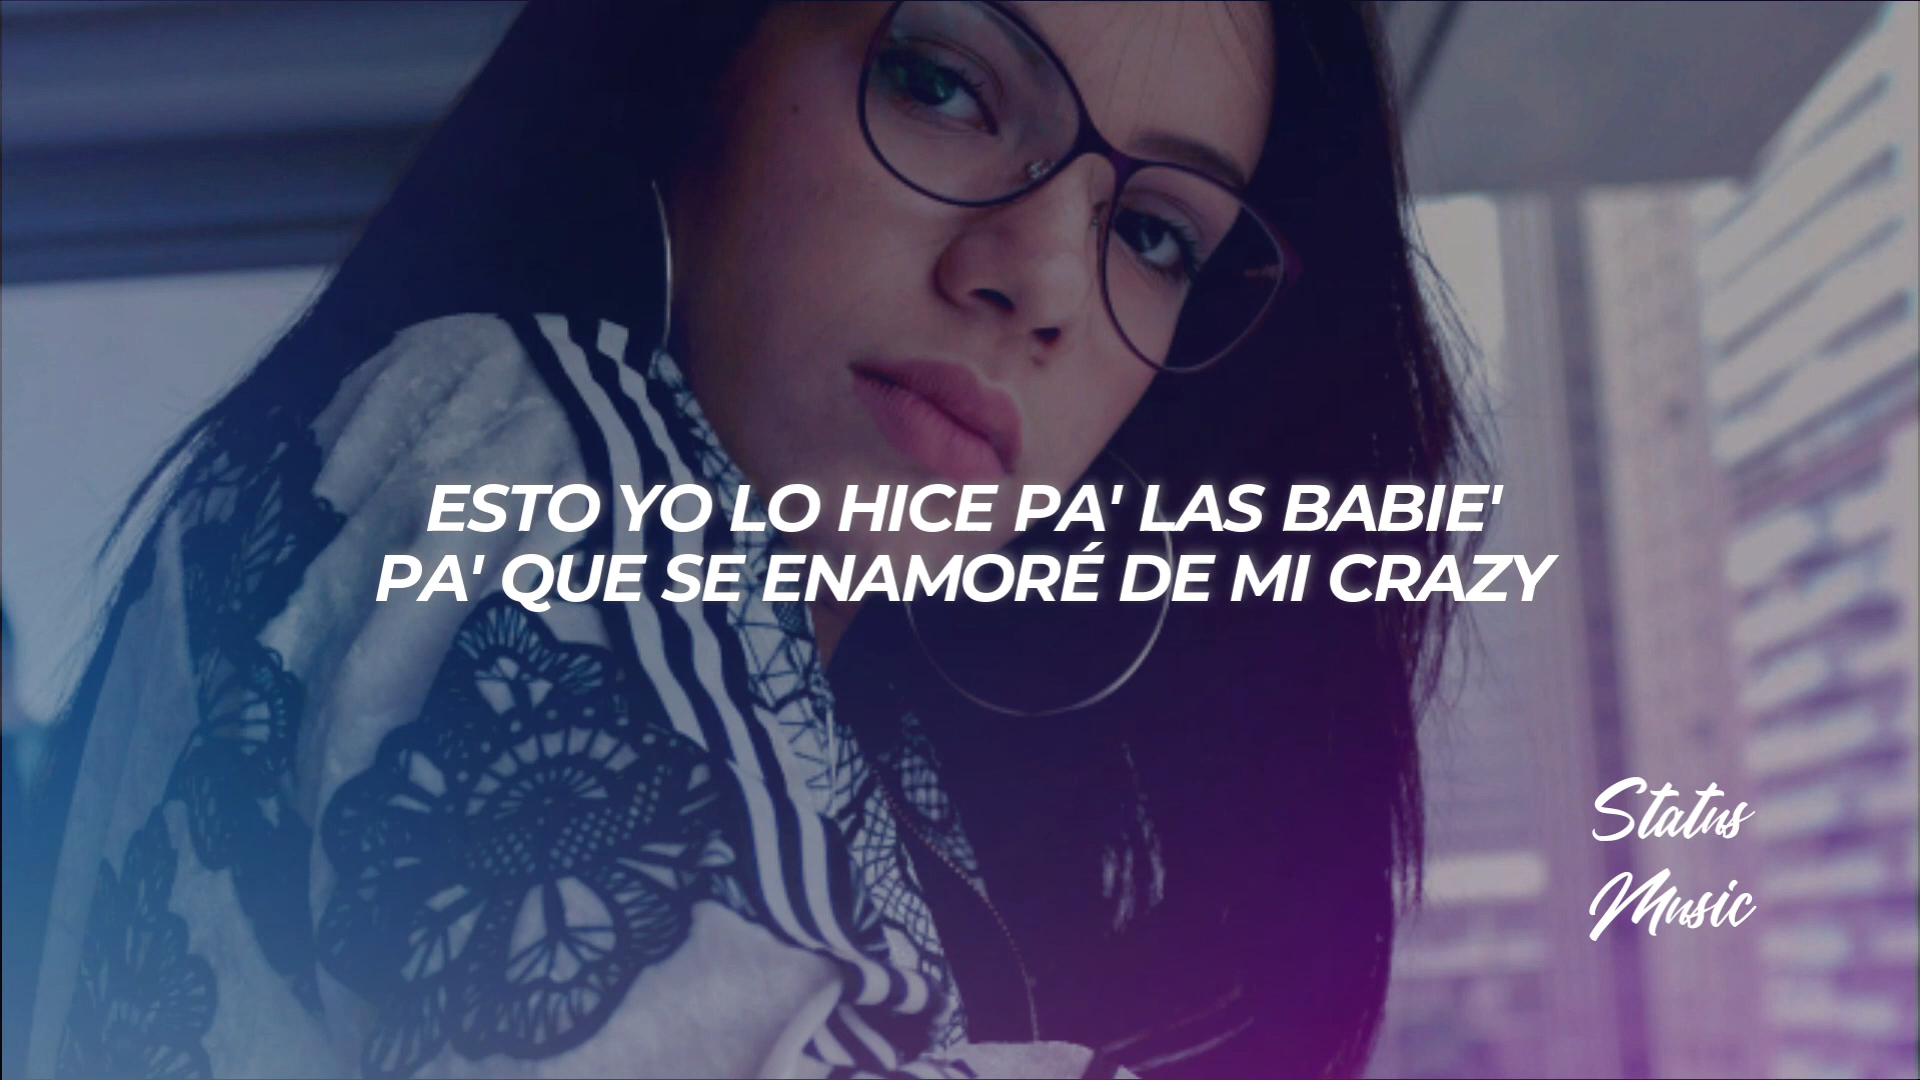 ESTO YO LO HICE PA' LAS BABIE'
PA' QUE SE ENAMORÉ DE MI CRAZY
Status
Music